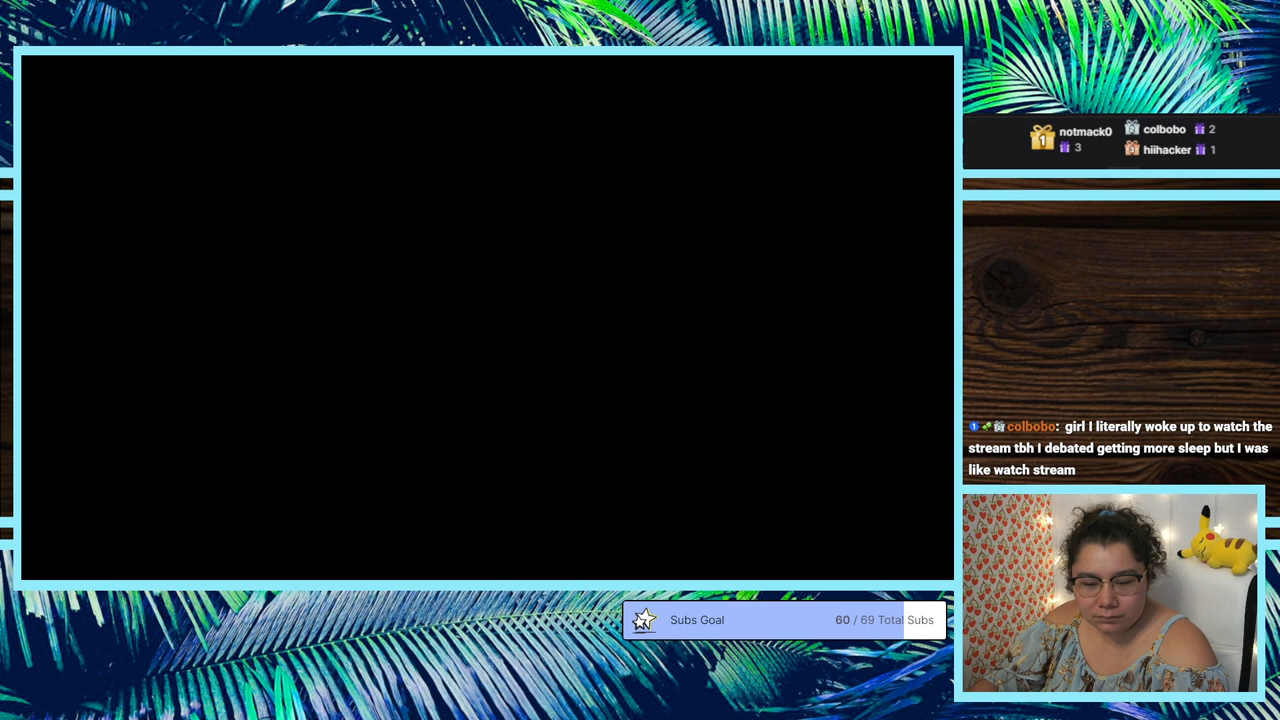 notmack0
3
colbobo 2
hiihacker 1
colbobo: girl I literally woke up to watch the
stream tbh I debated getting more sleep but I was
like watch stream
Subs Goal 60 / 69 Total Subs